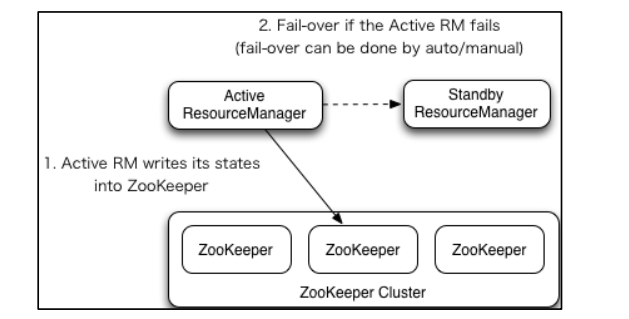 2. Fail-over if the Active RM fails
(fail-over can be done by auto/manual)
Active
ResourceManager
Standby
ResourceManager
1. Active RM writes its states
into ZooKeeper
ZooKeeper
ZooKeeper
ZooKeeper
ZooKeeper Cluster